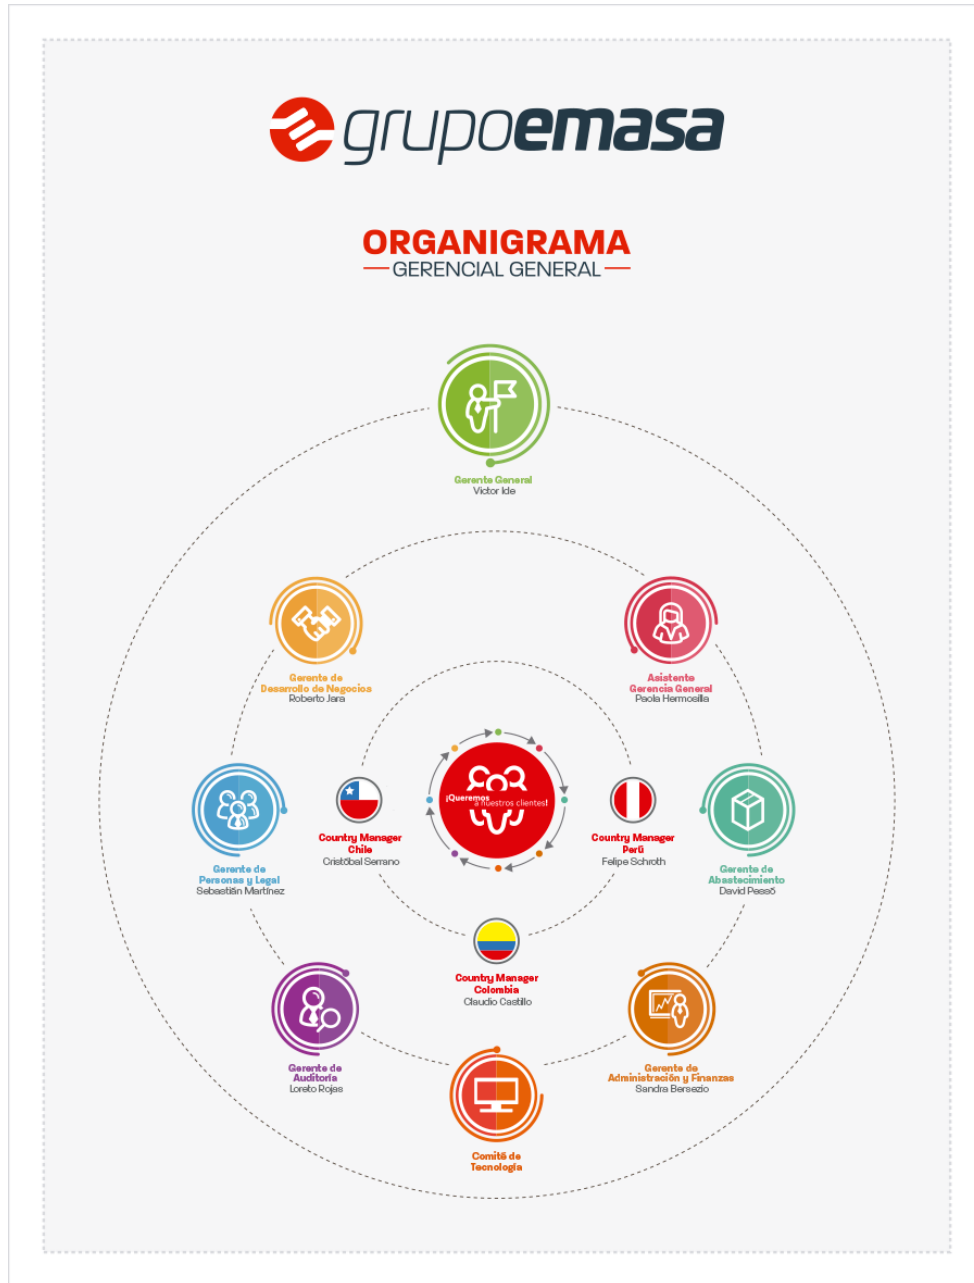 grupoemasa
ORGANIGRAMA
GERENCIAL GENERAL
Gerente General
Victor Ide
Gerente de
Desarrollo de Negocios
Roberto Jara
Asistente
Gerencia General
Paola Hermosilla
Gerente de
Personas y Legal
Sebastián Martínez
Country Manager
Chile
Cristóbal Serrano
¡Queremos
a nuestros clientes!
Country Manager
Perú
Felipe Schroth
Gerente de
Abastecimiento
David Pessó
Country Manager
Colombia
Claudio Castillo
Gerente de
Auditoría
Loreto Rojas
Gerente de
Administración y Finanzas
Sandra Bersezio
Comité de
Tecnología